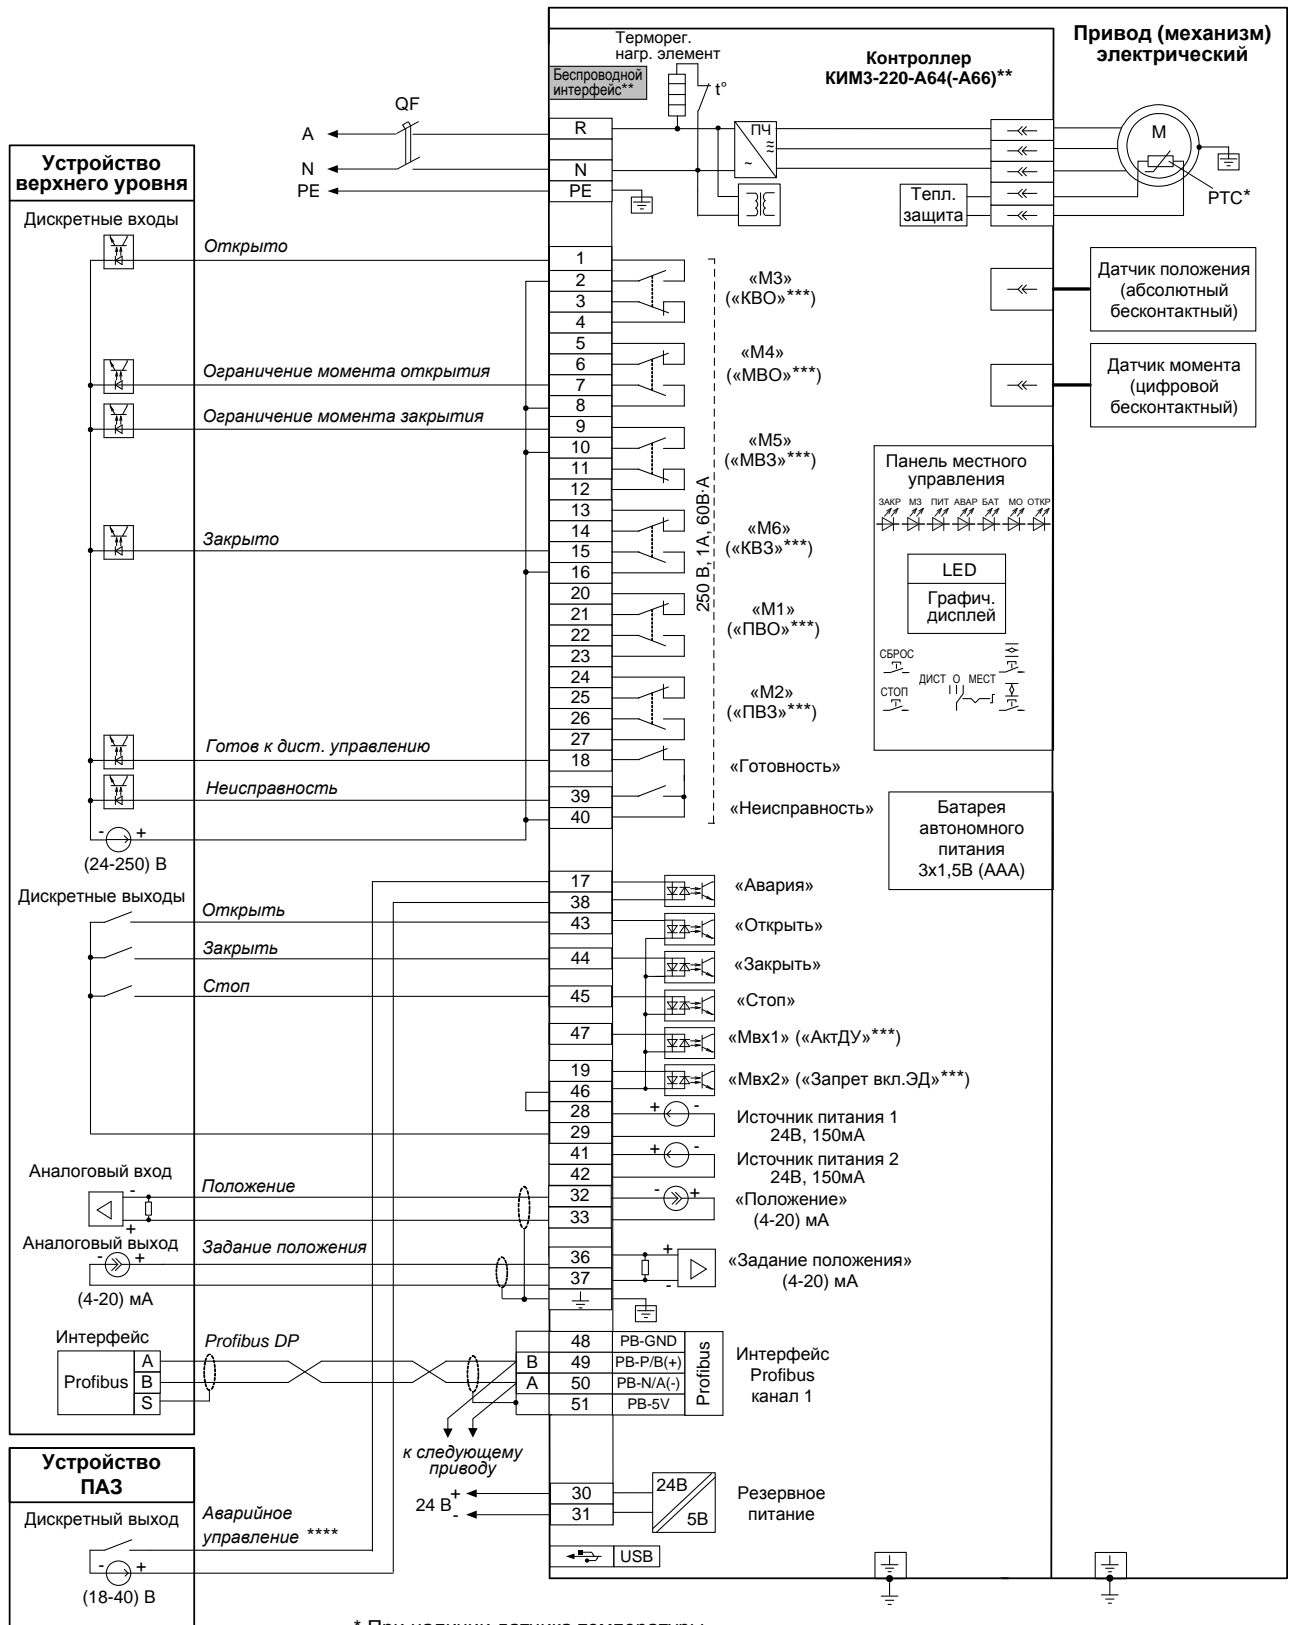 Привод (механизм)
электрический
Контроллер
КИМ3-220-А64(-А66)**
Терморег.
нагр. элемент
Беспроводной
интерфейс**
t°
QF
A
N
PE
R
N
PE
ПЧ
≈
~
M
PTC*
Тепл.
защита
Устройство
верхнего уровня
Дискретные входы
Открыто
1
2
3
4
«М3»
(«КВО»***)
Датчик положения
(абсолютный
бесконтактный)
5
6
7
8
Ограничение момента открытия
«М4»
(«МВО»***)
Датчик момента
(цифровой
бесконтактный)
Ограничение момента закрытия
9
10
11
12
«М5»
(«МВЗ»***)
Закрыто
13
14
15
16
«М6»
(«КВЗ»***)
250 В, 1А, 60В·А
20
21
22
23
«М1»
(«ПВО»***)
24
25
26
27
«М2»
(«ПВЗ»***)
Панель местного
управления
ЗАКР МЗ ПИТ АВАР БАТ МО ОТКР
LED
Графич.
дисплей
СБРОС
СТОП
ДИСТ О МЕСТ
Готов к дист. управлению
18
«Готовность»
Неисправность
39
40
«Неисправность»
- +
(24-250) В
Батарея
автономного
питания
3х1,5В (ААА)
Дискретные выходы
17
38
«Авария»
Открыть
43
«Открыть»
Закрыть
44
«Закрыть»
Стоп
45
«Стоп»
47
«Мвх1» («АктДУ»***)
19
46
«Мвх2» («Запрет вкл.ЭД»***)
28
29
+ -
Источник питания 1
24В, 150мА
41
42
+ -
Источник питания 2
24В, 150мА
Аналоговый вход
-
+
Положение
32
33
- +
«Положение»
(4-20) мА
Аналоговый выход
- +
(4-20) мА
Задание положения
36
37
+
-
«Задание положения»
(4-20) мА
Интерфейс
Profibus
A
B
S
Profibus DP
B
A
48 PB-GND
49 PB-P/B(+)
50 PB-N/A(-)
51 PB-5V
Profibus
Интерфейс
Profibus
канал 1
к следующему
приводу
24 В
+
-
30
31
24В
5В
Резервное
питание
USB
Устройство
ПАЗ
Дискретный выход
Аварийное
управление ****
- +
(18-40) В
* При наличии датчика температуры